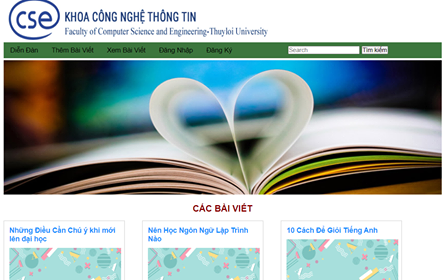 cse
KHOA CÔNG NGHỆ THÔNG TIN
Faculty of Computer Science and Engineering-Thuyloi University
Diễn Đàn Thêm Bài Viết Xem Bài Viết Đăng Nhập Đăng Ký Search Tìm kiếm
CÁC BÀI VIẾT
Những Điều Cần Chú ý khi mới lên đại học
Nên Học Ngôn Ngữ Lập Trình Nào
10 Cách Để Giỏi Tiếng Anh